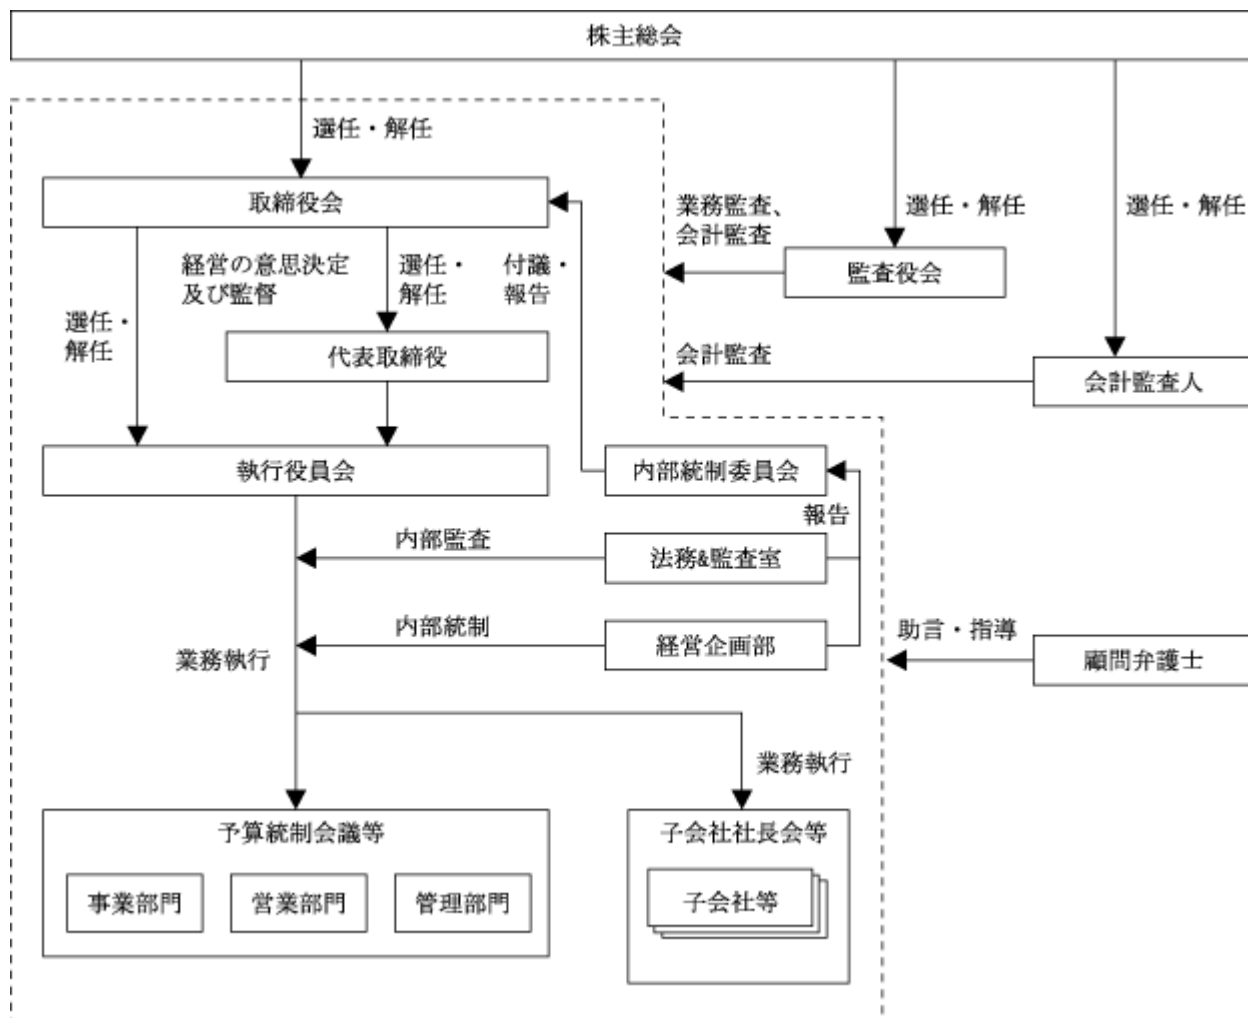 株主総会
選任・解任
取締役会
業務監査、
会計監査
選任・解任
選任・解任
監査役会
経営の意思決定
及び監督
選任・
解任
付議・
報告
選任・
解任
代表取締役
会計監査
会計監査人
執行役員会
内部統制委員会
報告
内部監査
法務&監査室
内部統制
経営企画部
助言・指導
顧問弁護士
業務執行
業務執行
予算統制会議等
子会社社長会等
事業部門
営業部門
管理部門
子会社等